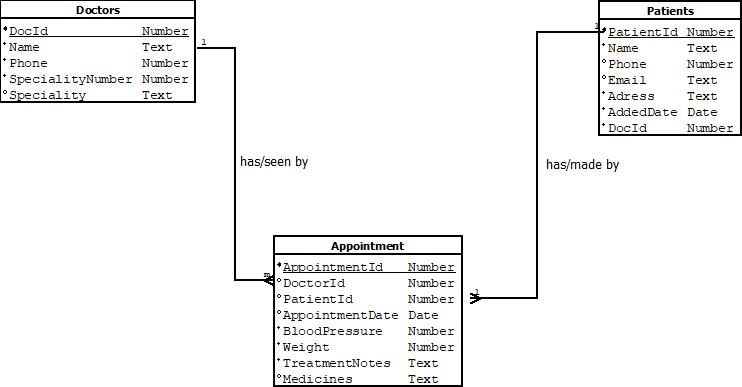 Doctors
DocId Number
Name Text
Phone Number
SpecialityNumber Number
Speciality Text
1
Patients
1
PatientId Number
Name Text
Phone Number
Email Text
Adress Text
AddedDate Date
DocId Number
has/seen by
has/made by
Appointment
AppointmentId Number
m
DoctorId Number
PatientId Number
1
AppointmentDate Date
BloodPressure Number
Weight Number
TreatmentNotes Text
Medicines Text